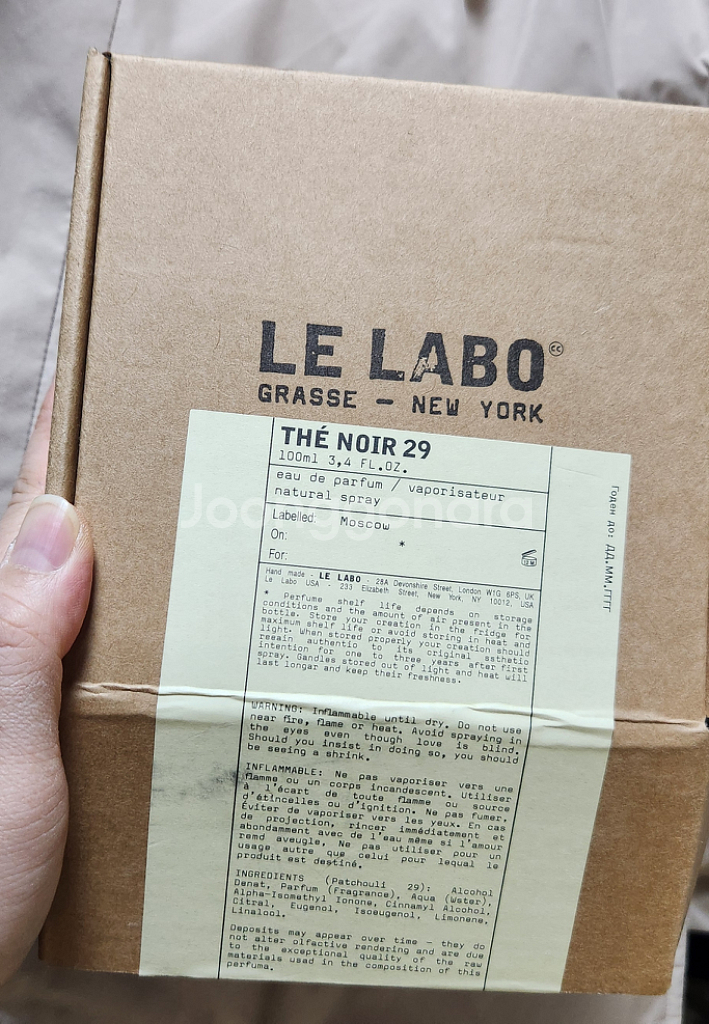 LE LABO
GRASSE — NEW YORK
THÉ NOIR 29
100ml 3,4 FL.OZ.
eau de parfum / vaporisateur
natural spray
Labelled: Moscow
On: *
For:
12 M
Годен до: ДД.ММ.ГГГГ
Hand made - LE LABO - 28A Devonshire Street, London W1G 6PS, UK
Le Labo USA - 233 Elizabeth Street, New York, NY 10012, USA
* Perfume shelf life depends on storage
conditions and the amount of air present in the
bottle. Store your creation in the fridge for
maximum shelf life or avoid storing in heat and
light. When stored properly your creation should
remain authentic to its original ssthetic
intention for one to three years after first
spray. Candles stored out of light and heat will
last longar and keep their freshness.
WARNING: Inflammable until dry. Do not use
near fire, flame or heat. Avoid spraying in
the eyes even though love is blind.
Should you insist in doing so, you should
be seeing a shrink.
INFLAMMABLE: Ne pas vaporiser vers une
flamme ou un corps incandescent. Utiliser
à l'écart de toute flamme ou source
d'étincelles ou d'ignition. Ne pas fumer.
Éviter de vaporiser vers les yeux. En cas
de projection, rincer immédiatement et
abondamment avec de l'eau même si l'amour
remd aveugle. Ne pas utiliser pour un
usage autre que celui pour lequel le
produit est destiné.
INGREDIENTS (Patchouli 29): Alcohol
Denat, Parfum (Fragrance), Aqua (Water),
Alpha-Isomethyl Ionone, Cinnamyl Alcohol,
Citral, Eugenol, Isoeugenol, Limonene,
Linalool.
Deposits may appear over time — they do
not alter olfactive rendering and are due
to the exceptional quality of the raw
materials used in the composition of this
perfume.
Joonggonara